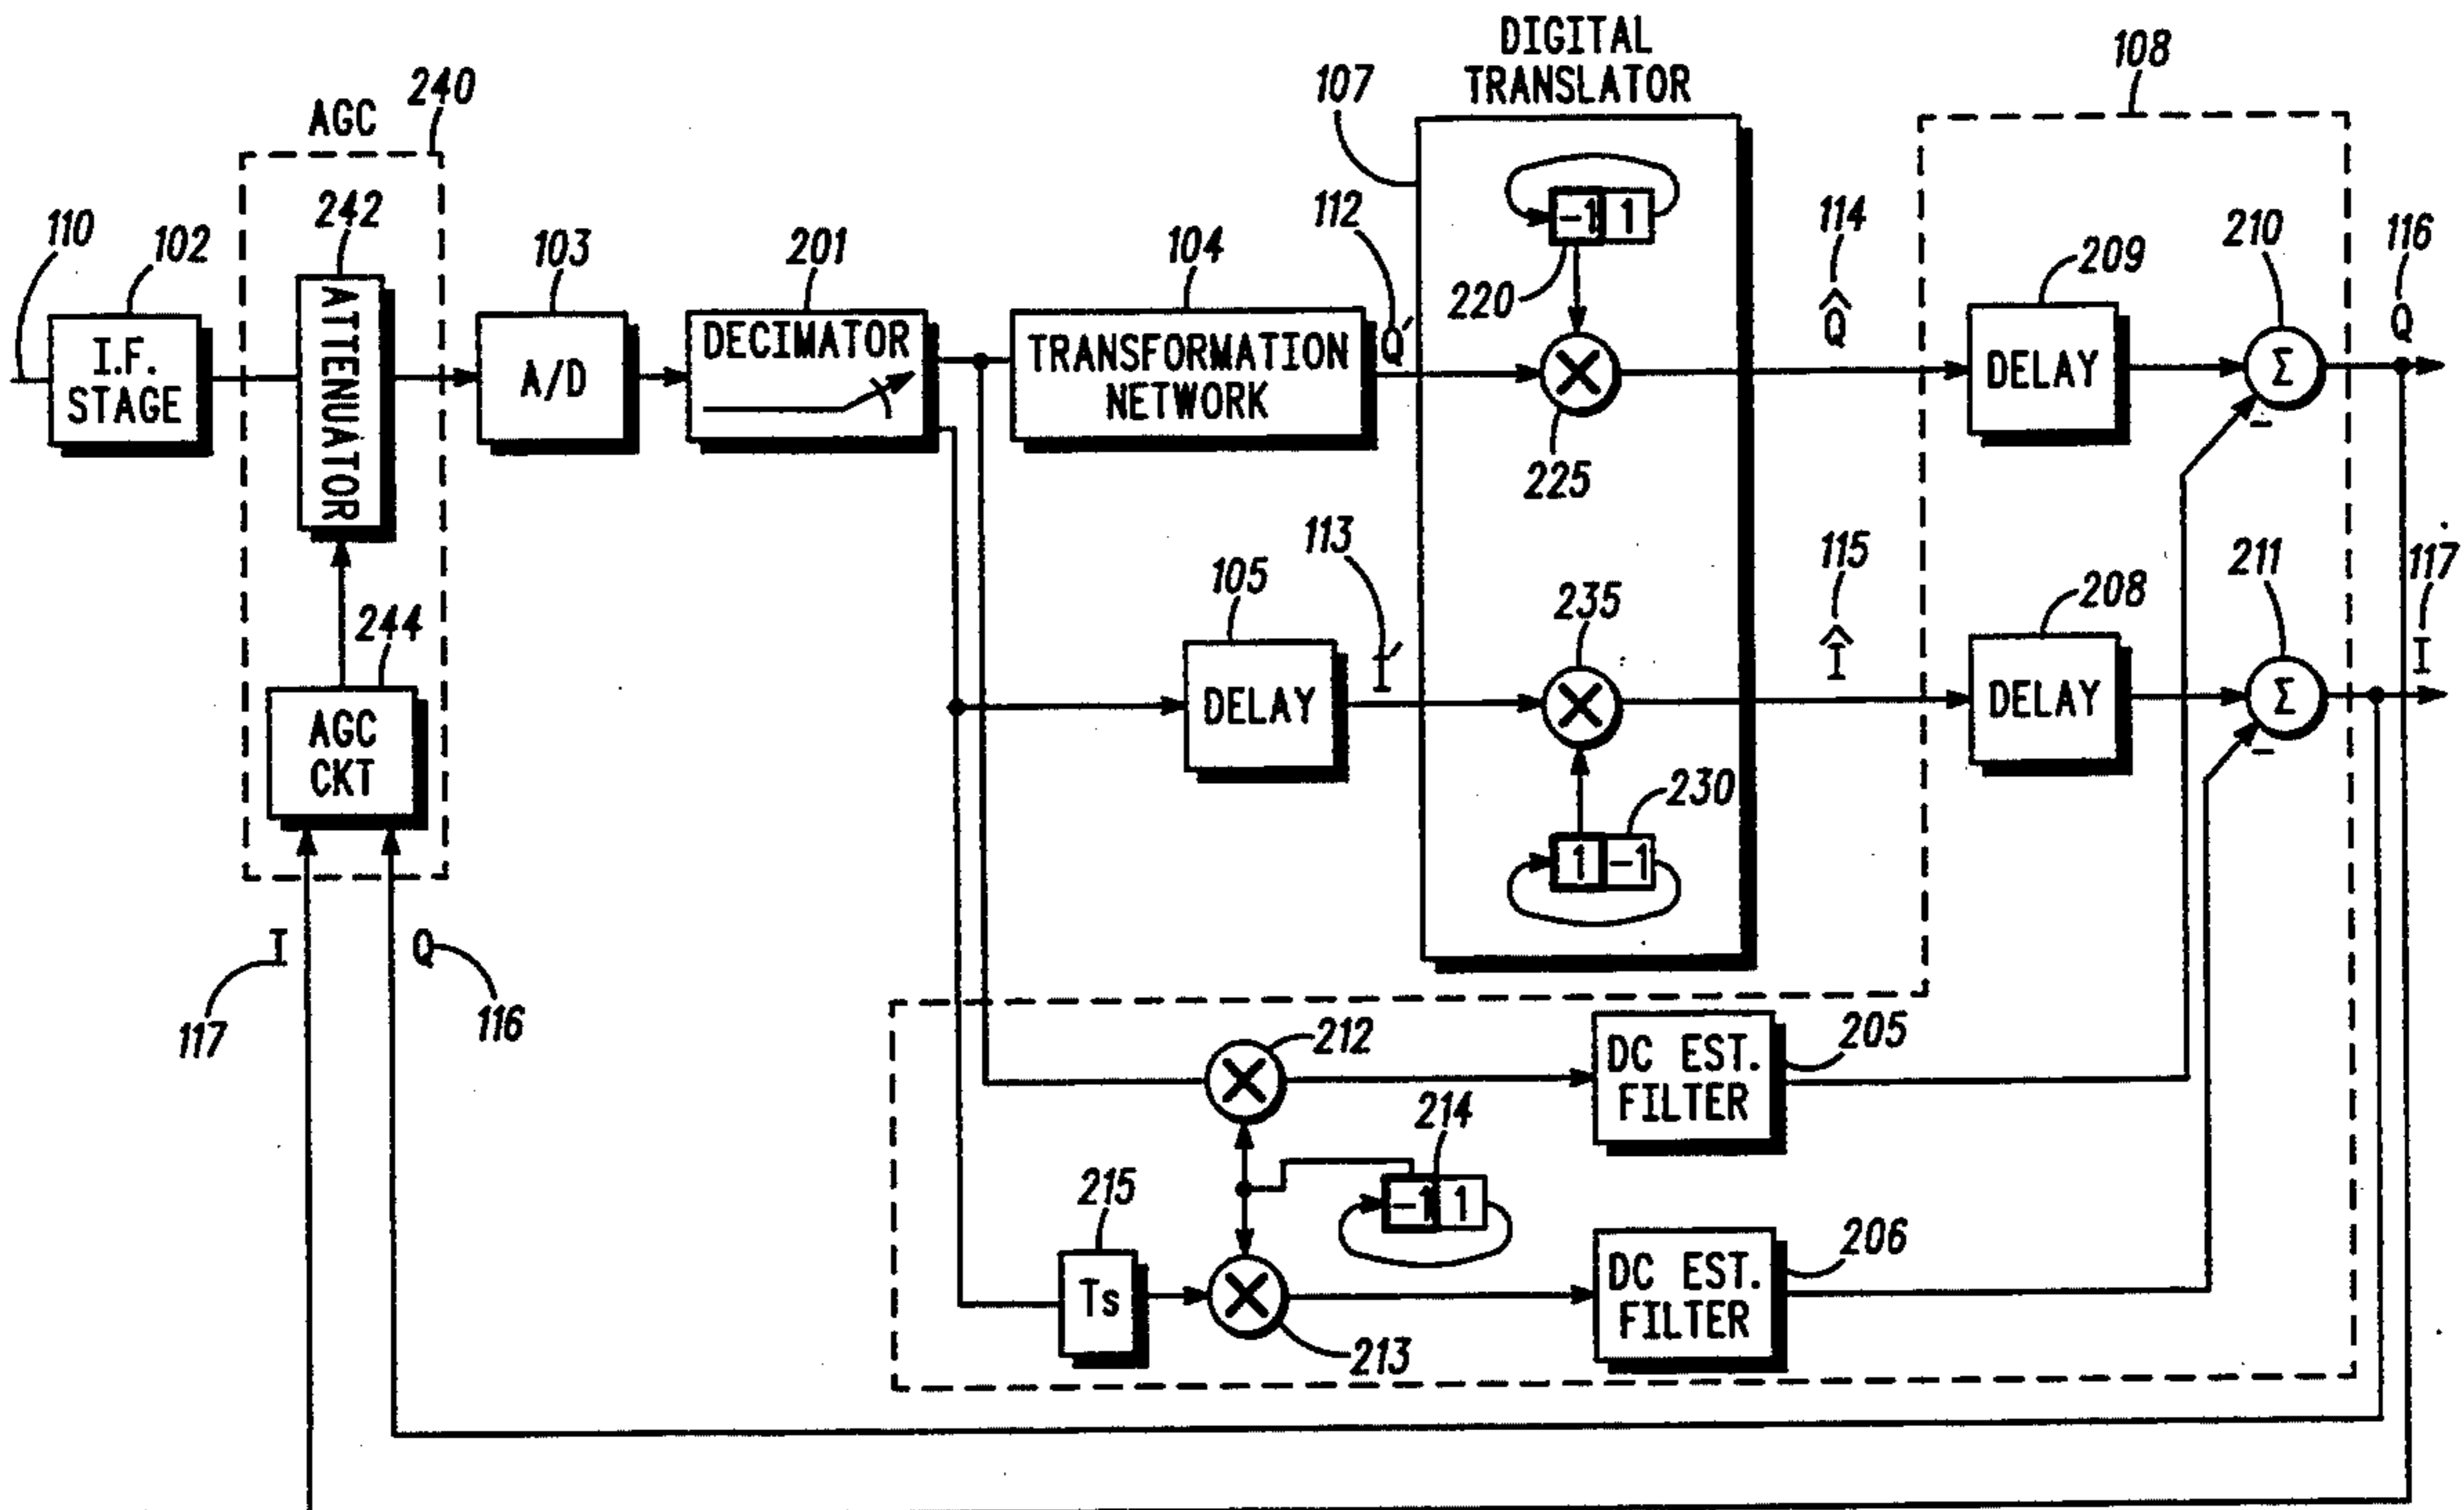 DIGITAL
TRANSLATOR
108
107
AGC
240
110
102
242
103
201
104
112
114
209
210
116
I.F.
STAGE
ATTENUATOR
A/D
DECIMATOR
TRANSFORMATION
NETWORK
Q′
-1 1
220
225
Q̂
DELAY
Σ
-
Q
244
AGC
CKT
105
113
DELAY
I′
235
230
1 -1
115
Î
208
DELAY
211
Σ
-
117
I
I
117
Q
116
212
205
DC EST.
FILTER
214
-1 1
215
Ts
213
206
DC EST.
FILTER